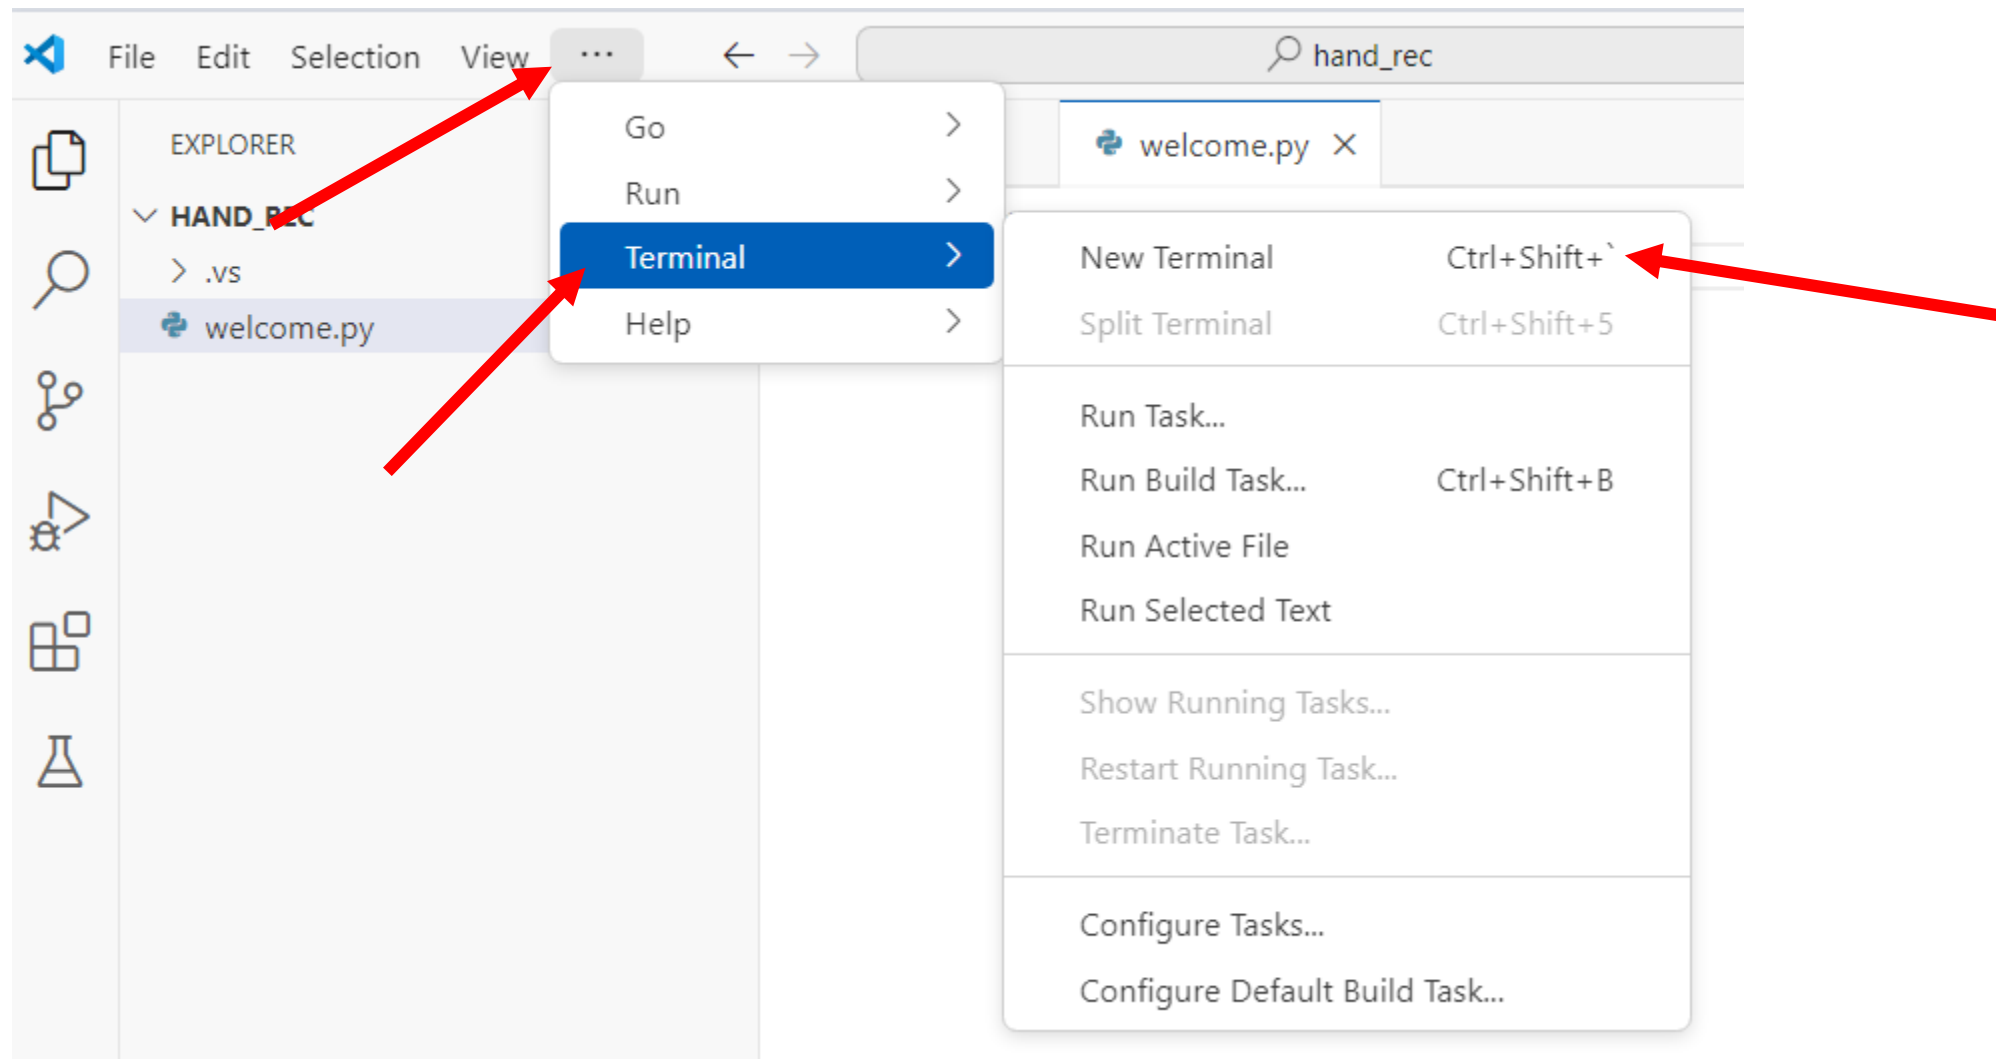 File Edit Selection View ··· ← → hand_rec
EXPLORER
HAND_REC
.vs
welcome.py
Go
Run
Terminal
Help
welcome.py
New Terminal Ctrl+Shift+`
Split Terminal Ctrl+Shift+5
Run Task...
Run Build Task... Ctrl+Shift+B
Run Active File
Run Selected Text
Show Running Tasks...
Restart Running Task...
Terminate Task...
Configure Tasks...
Configure Default Build Task...